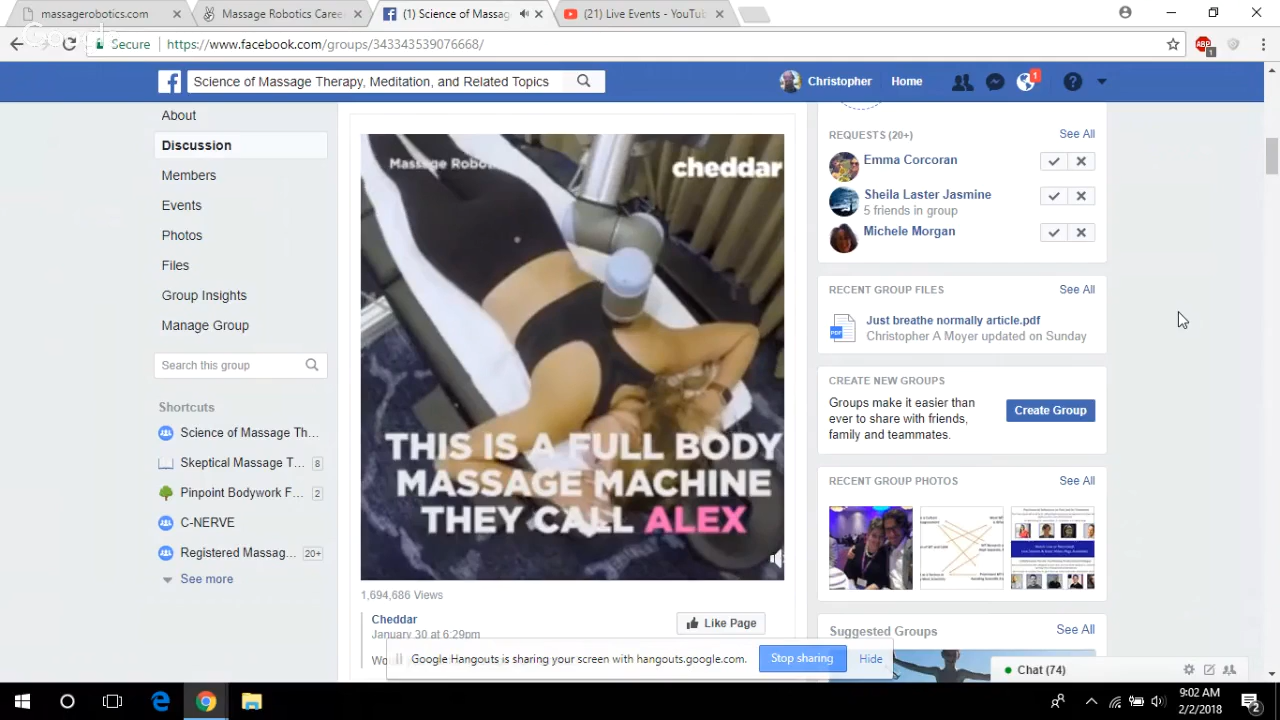 massagerobotics.com
Massage Robotics Caree
(1) Science of Massag
(21) Live Events - YouTu
Secure
https://www.facebook.com/groups/343343539076668/
ABP
1
Science of Massage Therapy, Meditation, and Related Topics
Christopher
Home
1
About
Discussion
Members
Events
Photos
Files
Group Insights
Manage Group
Search this group
Shortcuts
Science of Massage Th...
Skeptical Massage T... 8
Pinpoint Bodywork F... 2
C-NERVE
Registered Massag... 20+
See more
Massage Robo
cheddar
THIS IS A FULL BODY
MASSAGE MACHINE
THEY CALL ALEX
1,694,686 Views
Cheddar
January 30 at 6:29pm
Like Page
Wo
Google Hangouts is sharing your screen with hangouts.google.com.
Stop sharing
Hide
REQUESTS (20+)
See All
Emma Corcoran
Sheila Laster Jasmine
5 friends in group
Michele Morgan
RECENT GROUP FILES
See All
PDF
Just breathe normally article.pdf
Christopher A Moyer updated on Sunday
CREATE NEW GROUPS
Groups make it easier than
ever to share with friends,
family and teammates.
Create Group
RECENT GROUP PHOTOS
See All
Suggested Groups
See All
Chat (74)
9:02 AM
2/2/2018
2